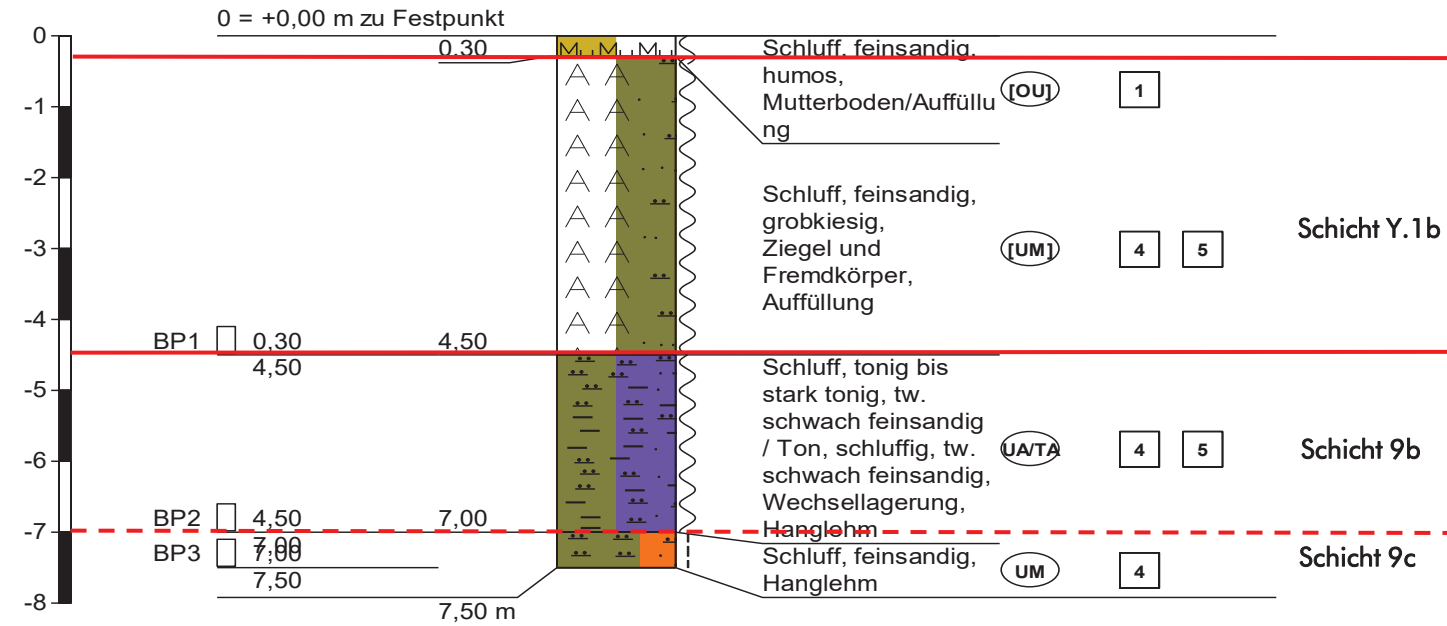 0 = +0,00 m zu Festpunkt
0
-1
-2
-3
-4
-5
-6
-7
-8
0,30
M M M
A A
A A
A A
A A
A A
A A
A A
A A
Schluff, feinsandig,
humos,
Mutterboden/Auffüllu
ng
[OU] 1
Schluff, feinsandig,
grobkiesig,
Ziegel und
Fremdkörper,
Auffüllung
[UM] 4 5
Schicht Y.1b
BP1 0,30 4,50
4,50
Schluff, tonig bis
stark tonig, tw.
schwach feinsandig
/ Ton, schluffig, tw.
schwach feinsandig,
Wechsellagerung,
Hanglehm
UA/TA 4 5
Schicht 9b
BP2 4,50 7,00
7,00
BP3 7,00
7,50
7,50 m
Schluff, feinsandig,
Hanglehm
UM 4
Schicht 9c